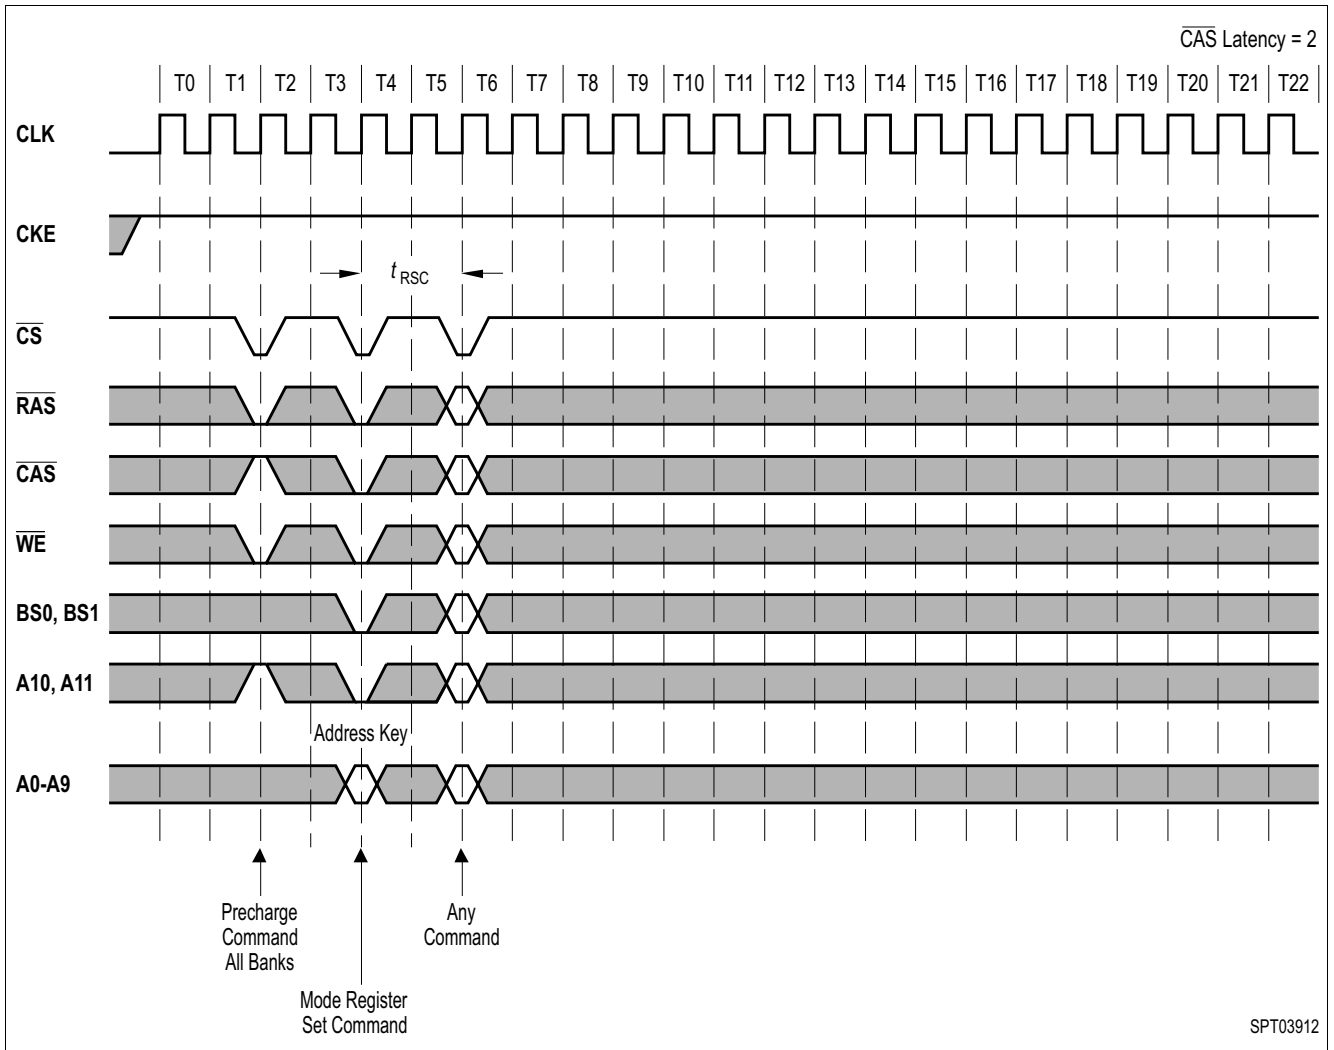 CAS Latency = 2
T0 T1 T2 T3 T4 T5 T6 T7 T8 T9 T10 T11 T12 T13 T14 T15 T16 T17 T18 T19 T20 T21 T22
CLK
CKE
t RSC
CS
RAS
CAS
WE
BS0, BS1
A10, A11
Address Key
A0-A9
Precharge
Command
All Banks
Any
Command
Mode Register
Set Command
SPT03912